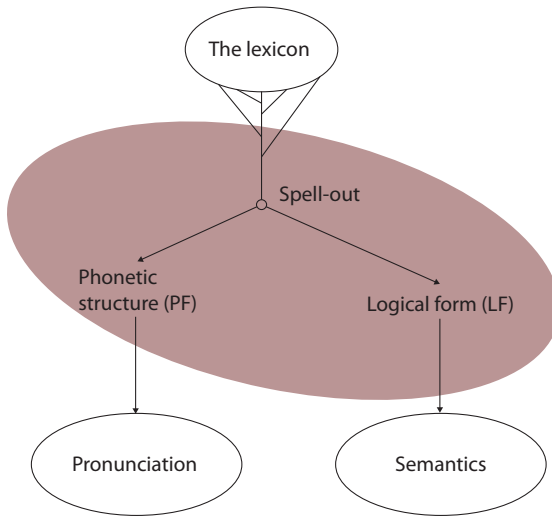 The lexicon
Spell-out
Phonetic
structure (PF)
Logical form (LF)
Pronunciation
Semantics